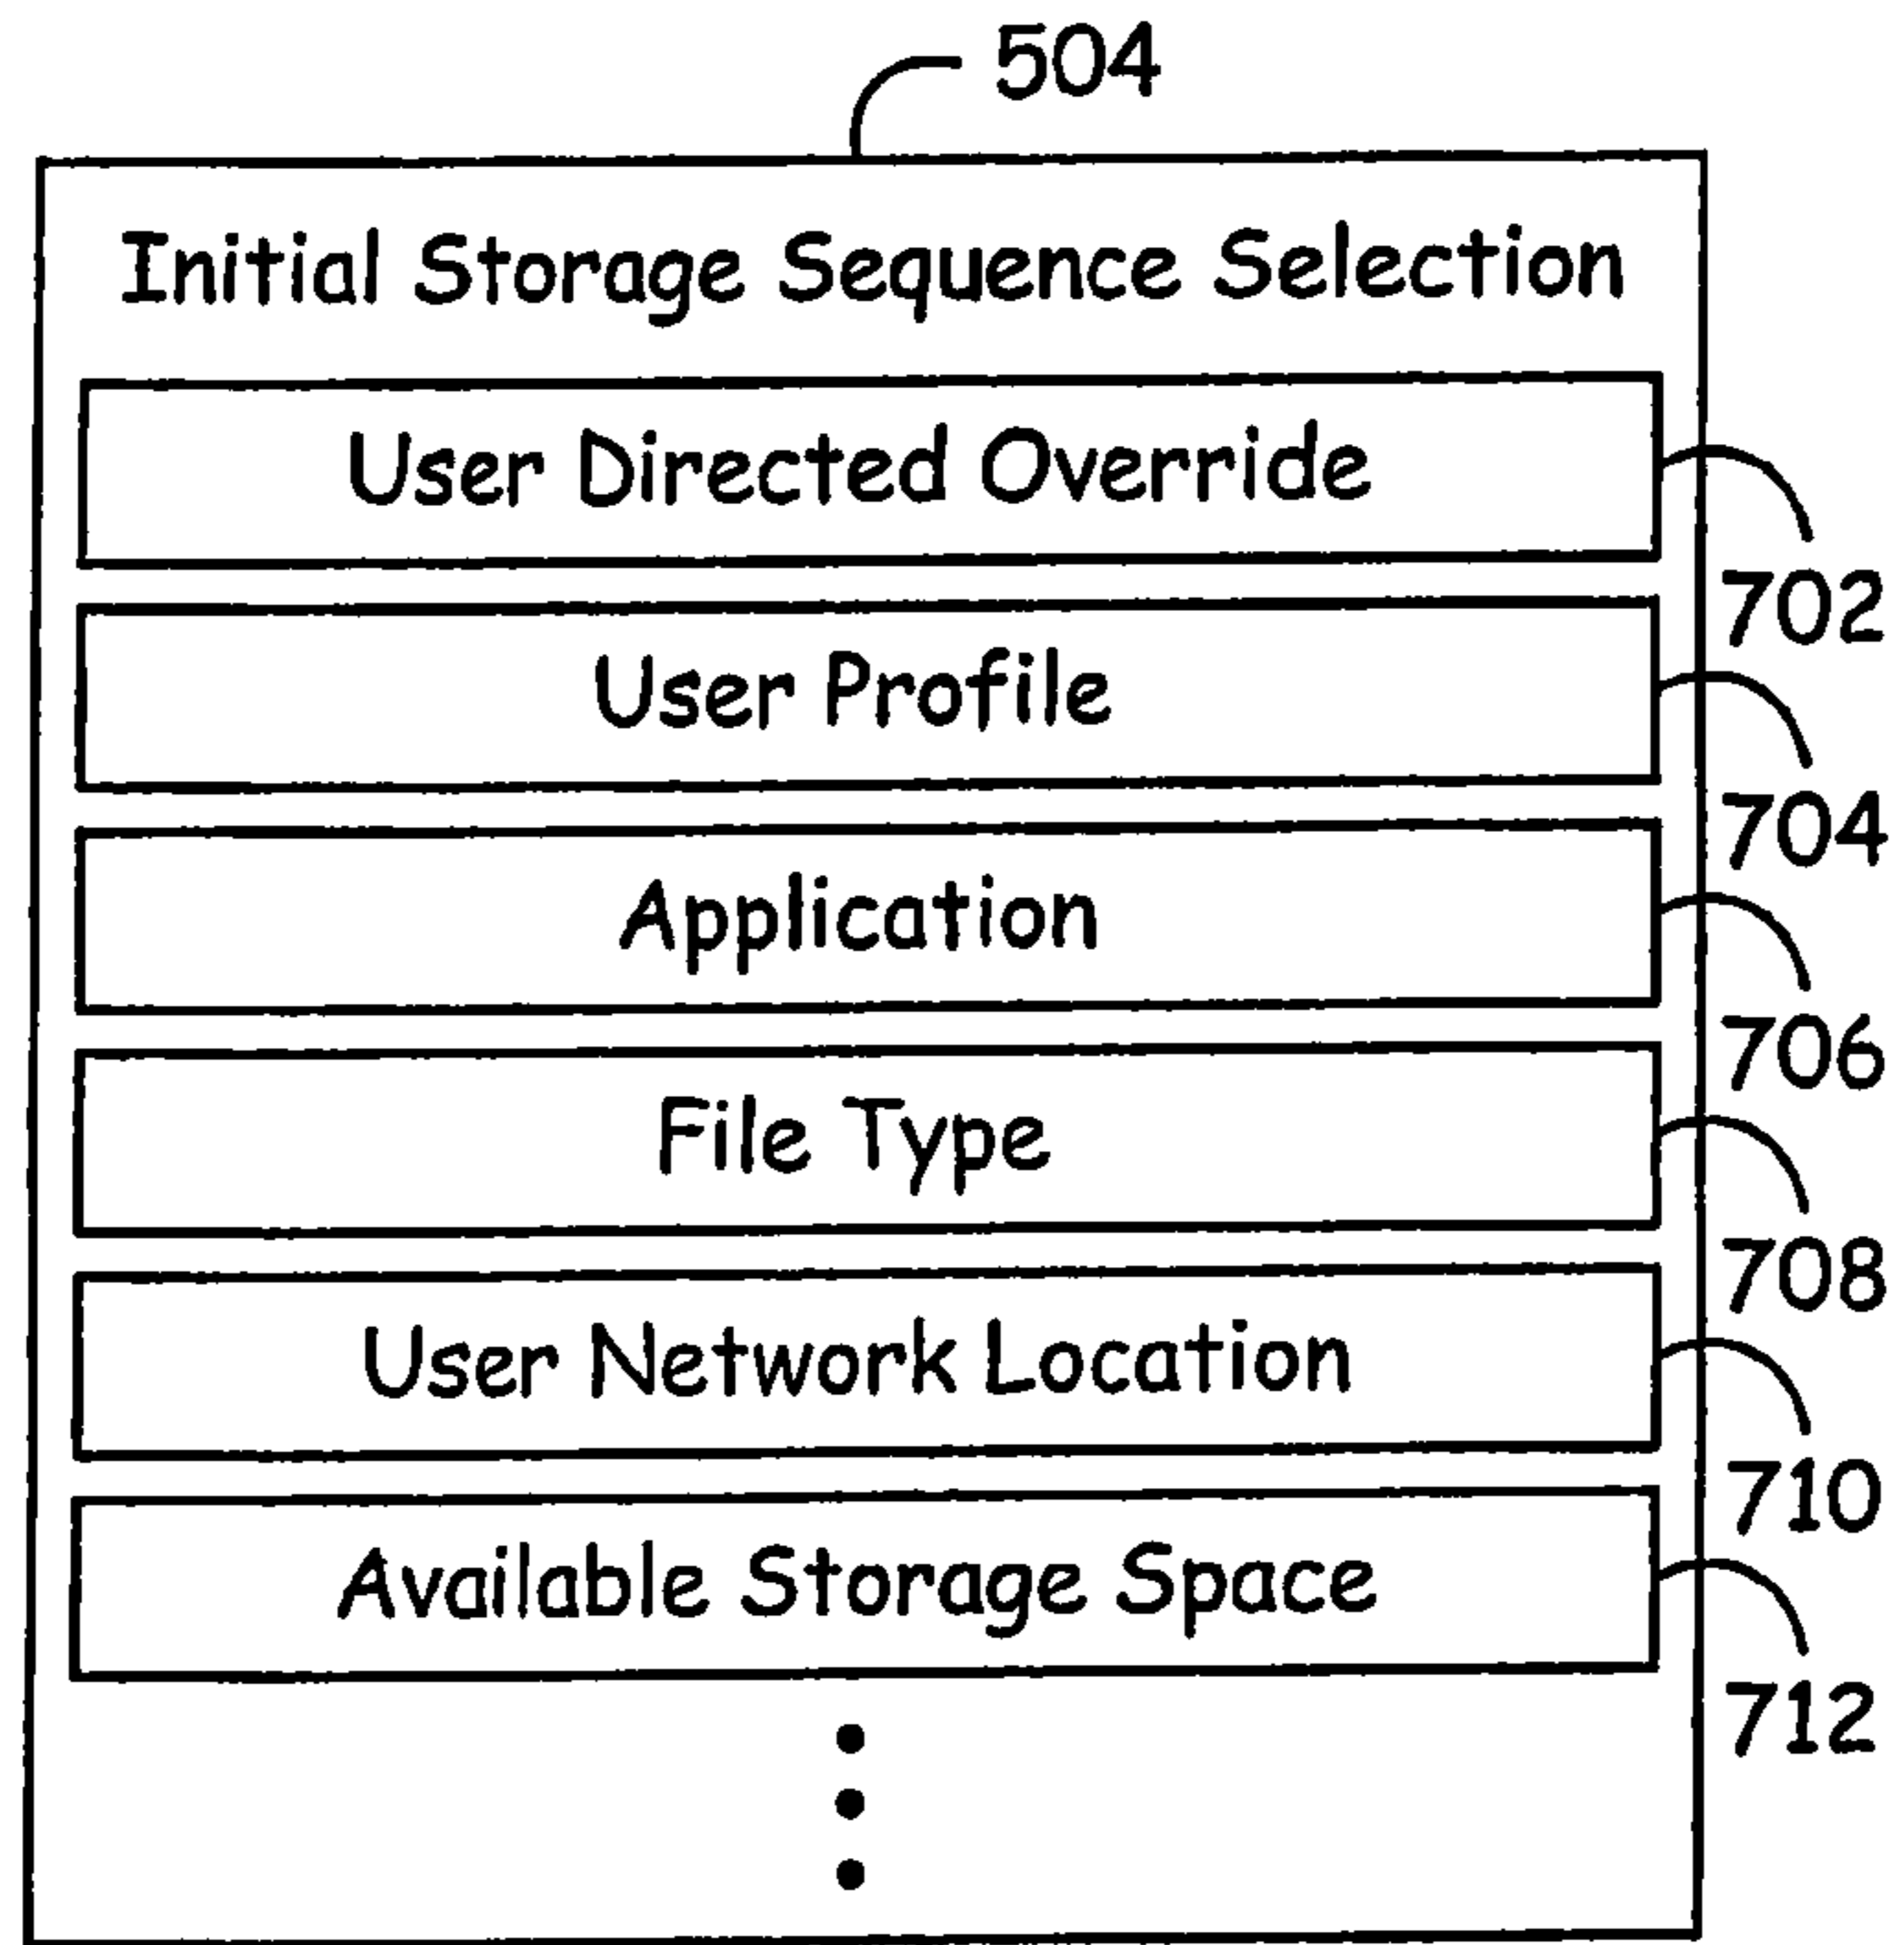 504
Initial Storage Sequence Selection
User Directed Override
702
User Profile
704
Application
706
File Type
708
User Network Location
710
Available Storage Space
712